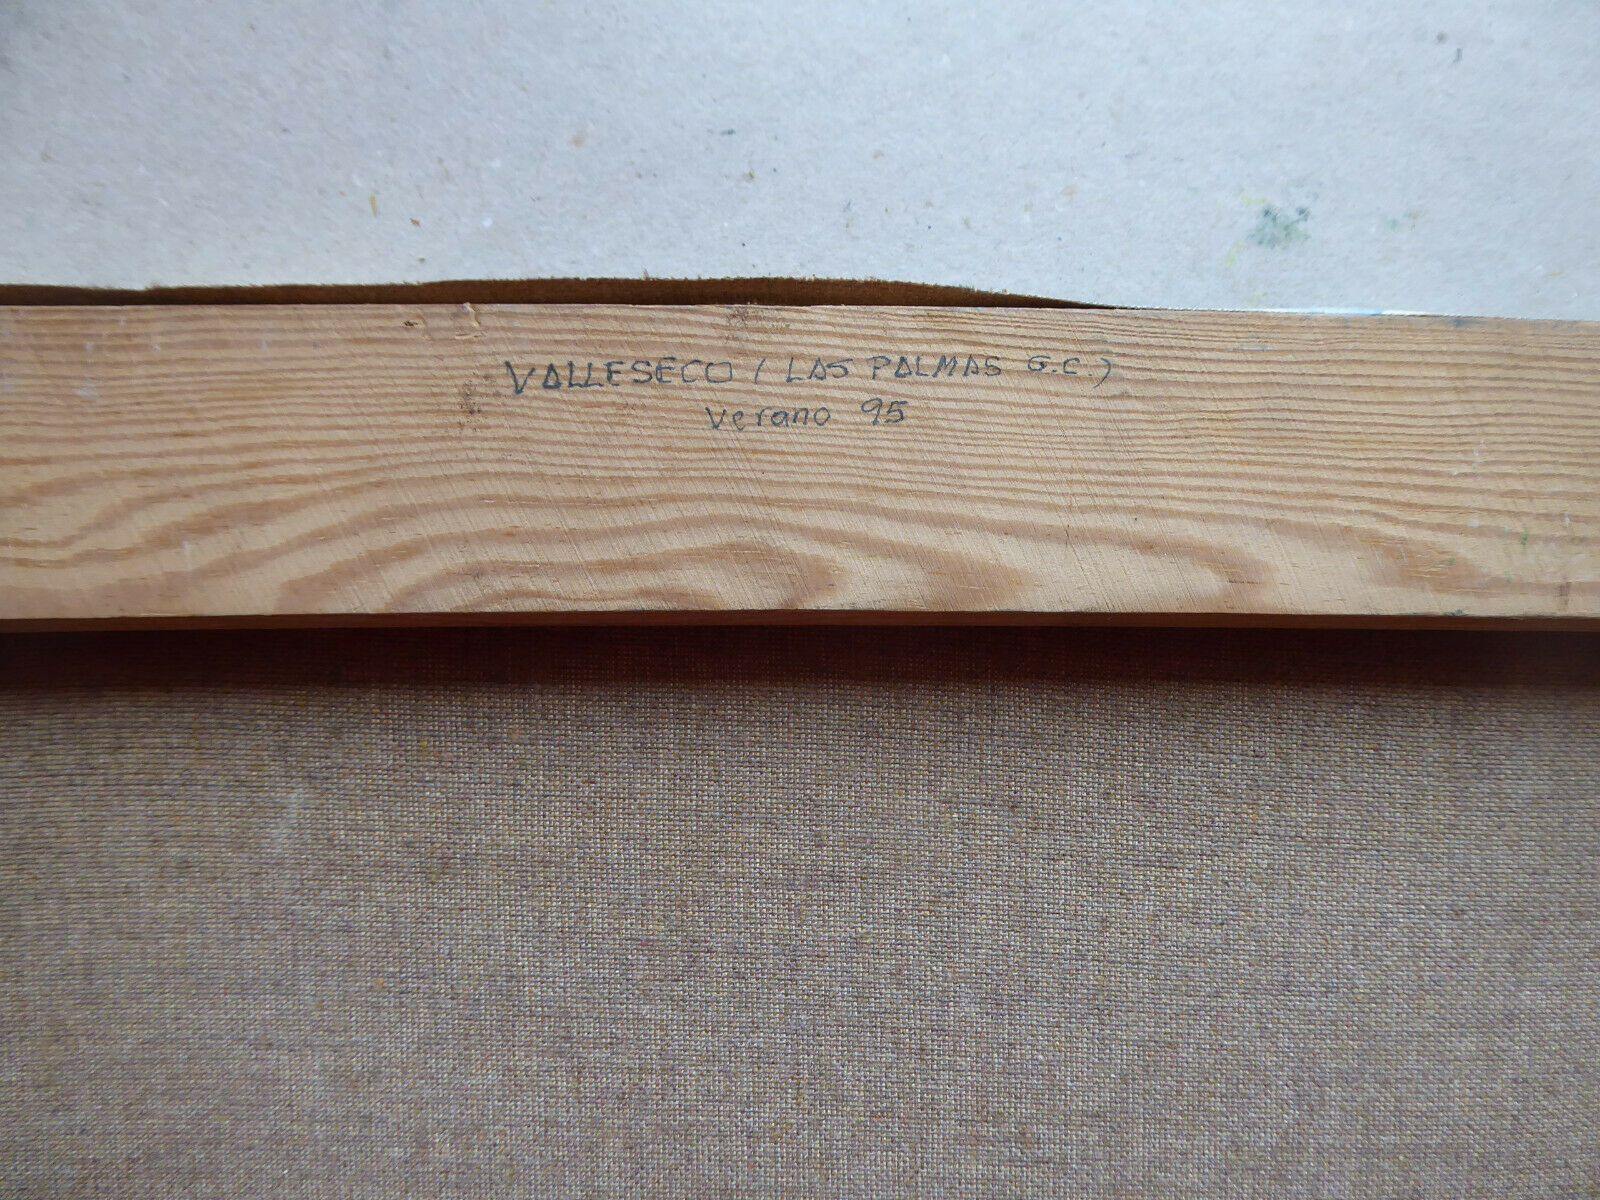 VALLESECO (LAS PALMAS G.C.)
Verano 95